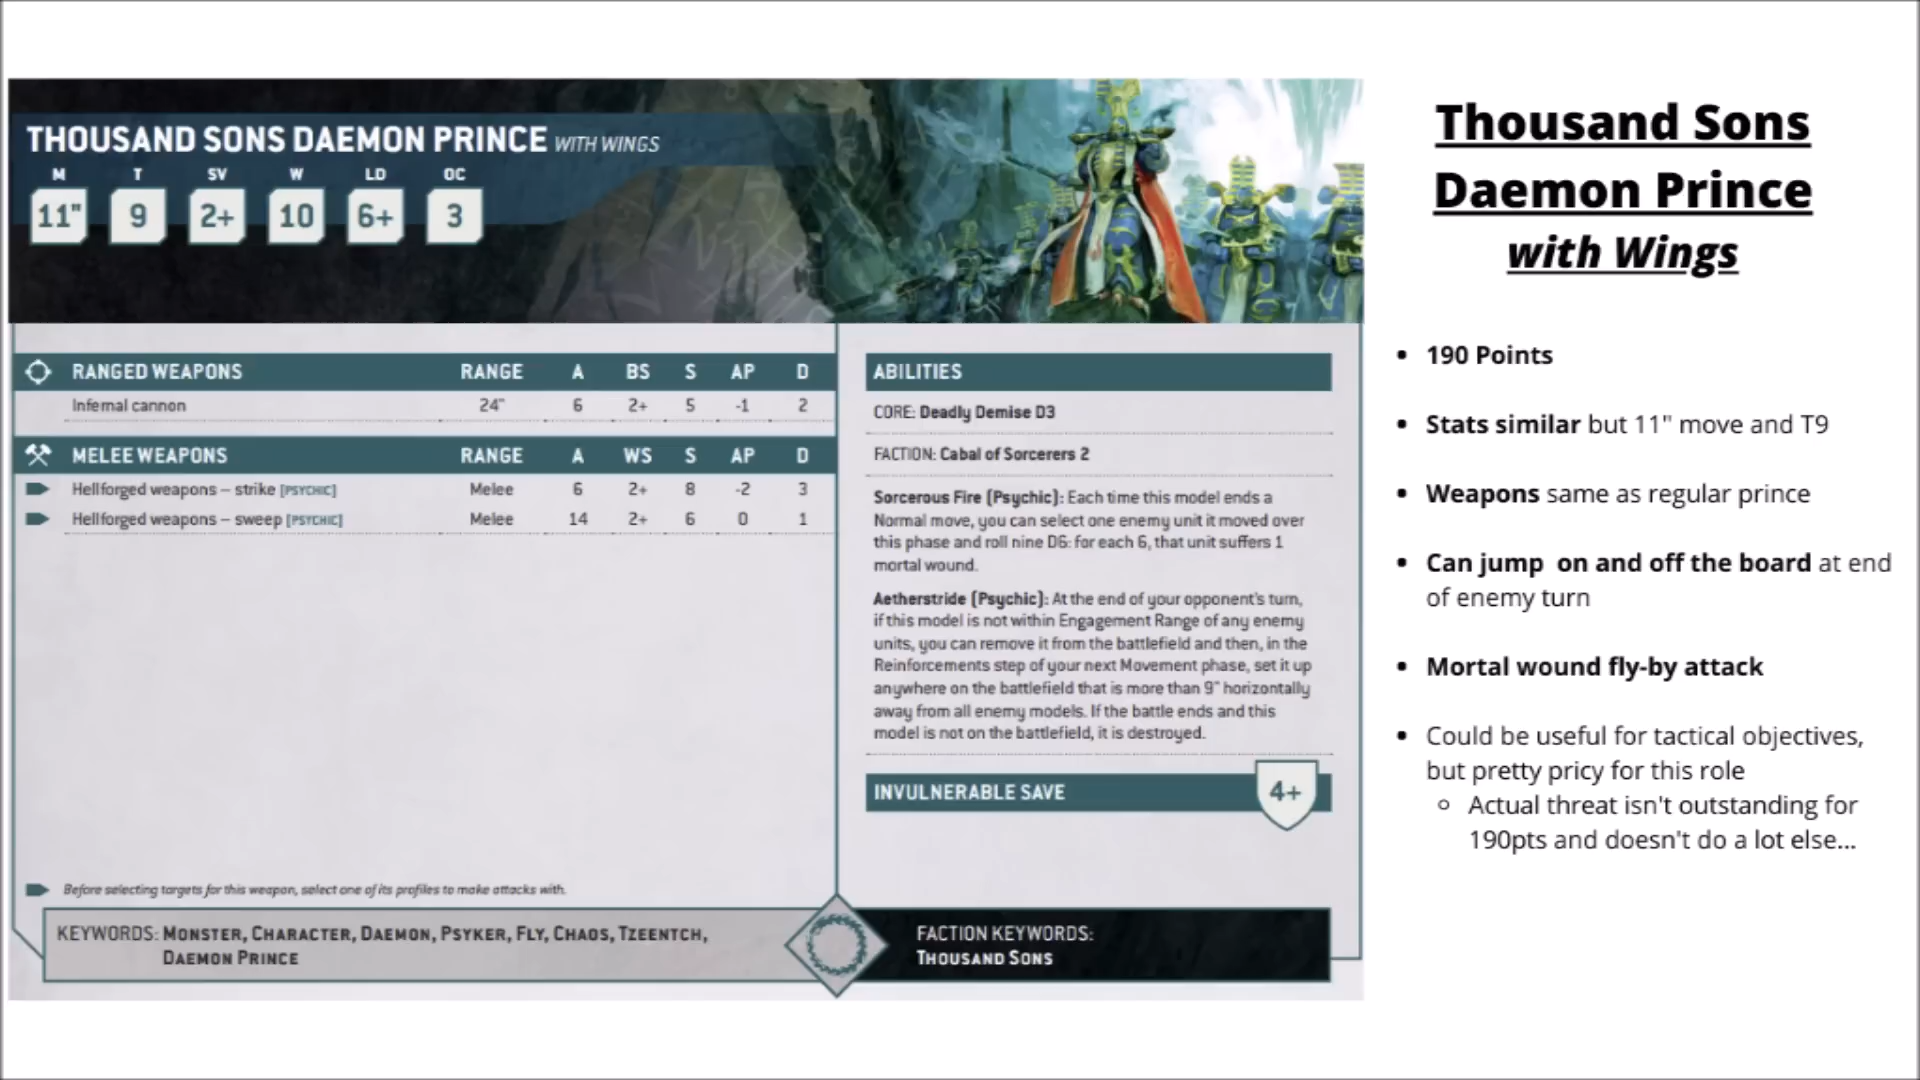 THOUSAND SONS DAEMON PRINCE WITH WINGS
M T SV W LD OC
11" 9 2+ 10 6+ 3
RANGED WEAPONS RANGE A BS S AP D
Infernal cannon 24" 6 2+ 5 -1 2
MELEE WEAPONS RANGE A WS S AP D
Hellforged weapons – strike [PSYCHIC] Melee 6 2+ 8 -2 3
Hellforged weapons – sweep [PSYCHIC] Melee 14 2+ 6 0 1
Before selecting targets for this weapon, select one of its profiles to make attacks with.
KEYWORDS: MONSTER, CHARACTER, DAEMON, PSYKER, FLY, CHAOS, TZEENTCH,
DAEMON PRINCE
ABILITIES
CORE: Deadly Demise D3
FACTION: Cabal of Sorcerers 2
Sorcerous Fire (Psychic): Each time this model ends a
Normal move, you can select one enemy unit it moved over
this phase and roll nine D6: for each 6, that unit suffers 1
mortal wound.
Aetherstride (Psychic): At the end of your opponent's turn,
if this model is not within Engagement Range of any enemy
units, you can remove it from the battlefield and then, in the
Reinforcements step of your next Movement phase, set it up
anywhere on the battlefield that is more than 9" horizontally
away from all enemy models. If the battle ends and this
model is not on the battlefield, it is destroyed.
INVULNERABLE SAVE 4+
FACTION KEYWORDS:
THOUSAND SONS
Thousand Sons
Daemon Prince
with Wings
• 190 Points
• Stats similar but 11" move and T9
• Weapons same as regular prince
• Can jump on and off the board at end
of enemy turn
• Mortal wound fly-by attack
• Could be useful for tactical objectives,
but pretty pricy for this role
○ Actual threat isn't outstanding for
190pts and doesn't do a lot else...